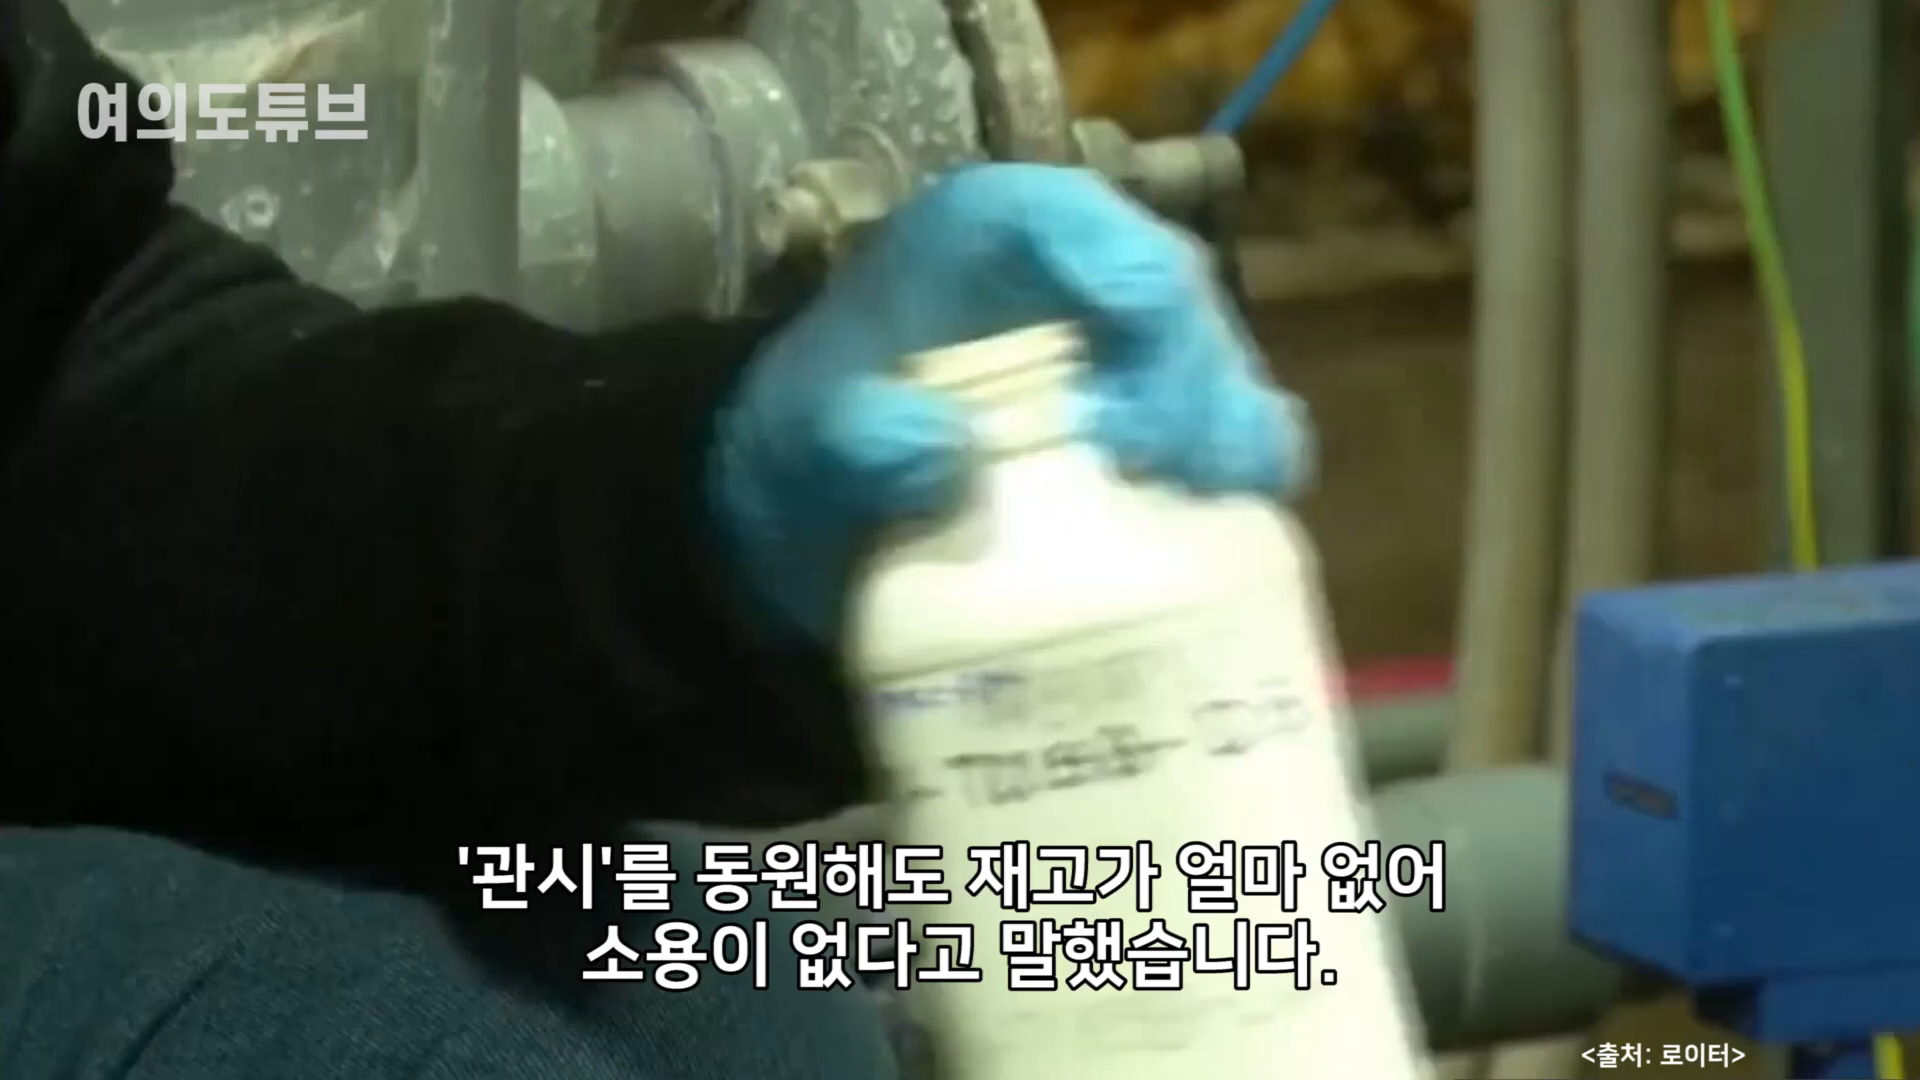 여의도튜브
'관시'를 동원해도 재고가 얼마 없어
소용이 없다고 말했습니다.
<출처: 로이터>